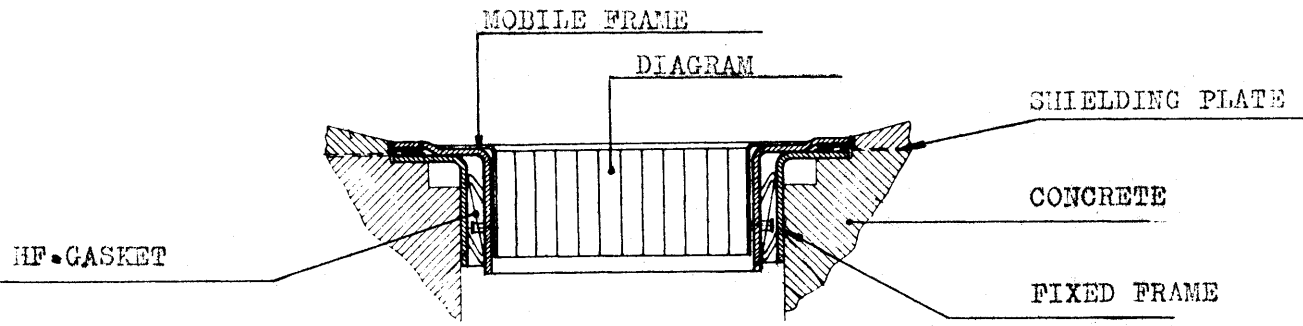 MOBILE FRAME
DIAGRAM
SHIELDING PLATE
CONCRETE
HF-GASKET
FIXED FRAME